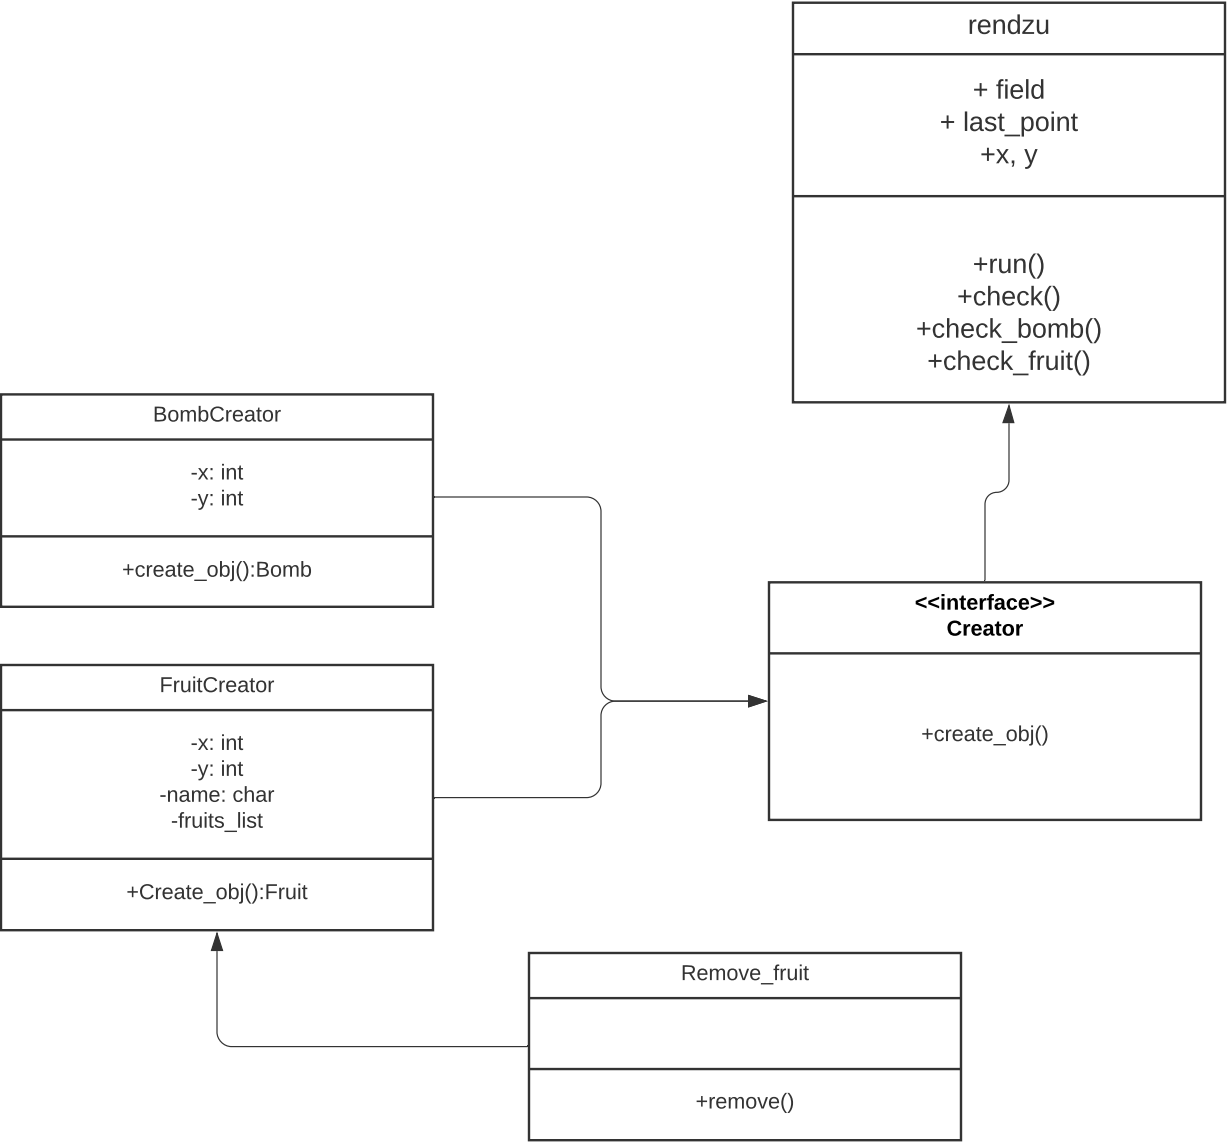 rendzu
+ field
+ last_point
+x, y
+run()
+check()
+check_bomb()
+check_fruit()
BombCreator
-x: int
-y: int
+create_obj():Bomb
<<interface>>
Creator
+create_obj()
FruitCreator
-x: int
-y: int
-name: char
-fruits_list
+Create_obj():Fruit
Remove_fruit
+remove()